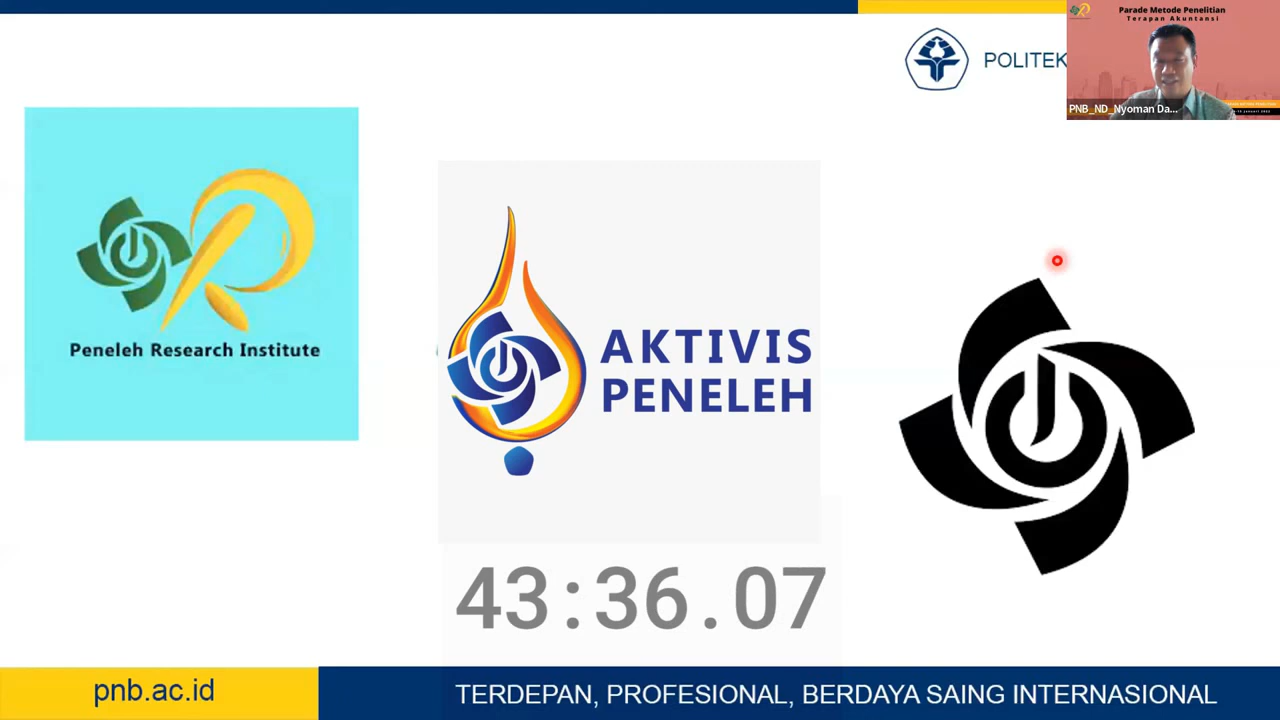 Parade Metode Penelitian
Terapan Akuntansi
POLITEK
PNB_ND_Nyoman Da...
Peneleh Research Institute
AKTIVIS
PENELEH
43:36.07
pnb.ac.id
TERDEPAN, PROFESIONAL, BERDAYA SAING INTERNASIONAL